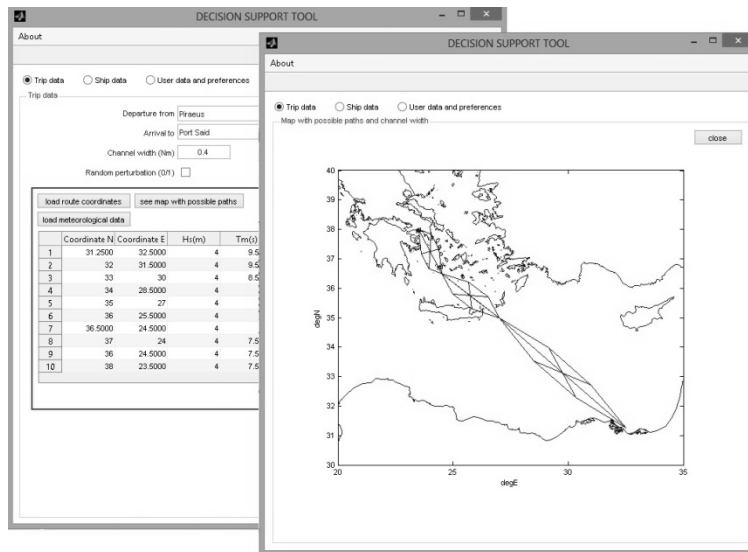 DECISION SUPPORT TOOL
About
Trip data Ship data User data and preferences
Trip data
Departure from Piraeus
Arrival to Port Said
Channel width (Nm) 0.4
Random perturbation (0/1)
load route coordinates see map with possible paths
load meteorological data
Coordinate N Coordinate E Hs(m) Tm(s)
1 31.2500 32.5000 4 9.5
2 32 31.5000 4 9.5
3 33 30 4 8.5
4 34 28.5000 4
5 35 27 4
6 36 25.5000 4
7 36.5000 24.5000 4
8 37 24 4 7.5
9 36 24.5000 4 7.5
10 38 23.5000 4 7.5
DECISION SUPPORT TOOL
About
Trip data Ship data User data and preferences
Map with possible paths and channel width
close
40
39
38
37
36
35
34
33
32
31
30
degN
20 25 30 35
degE